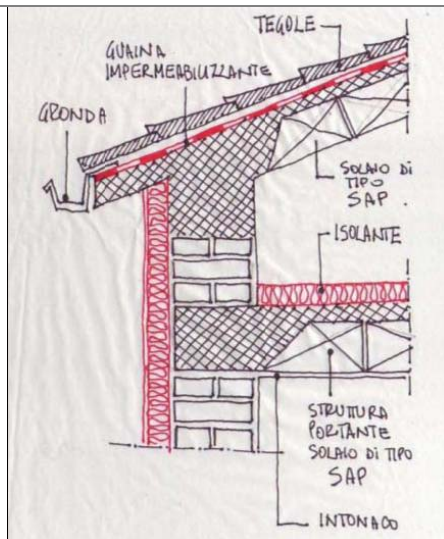 TEGOLE
GUAINA
IMPERMEABILIZZANTE
GRONDA
SOLAIO DI
TIPO
SAP.
ISOLANTE
STRUTTURA
PORTANTE
SOLAIO DI TIPO
SAP
INTONACO